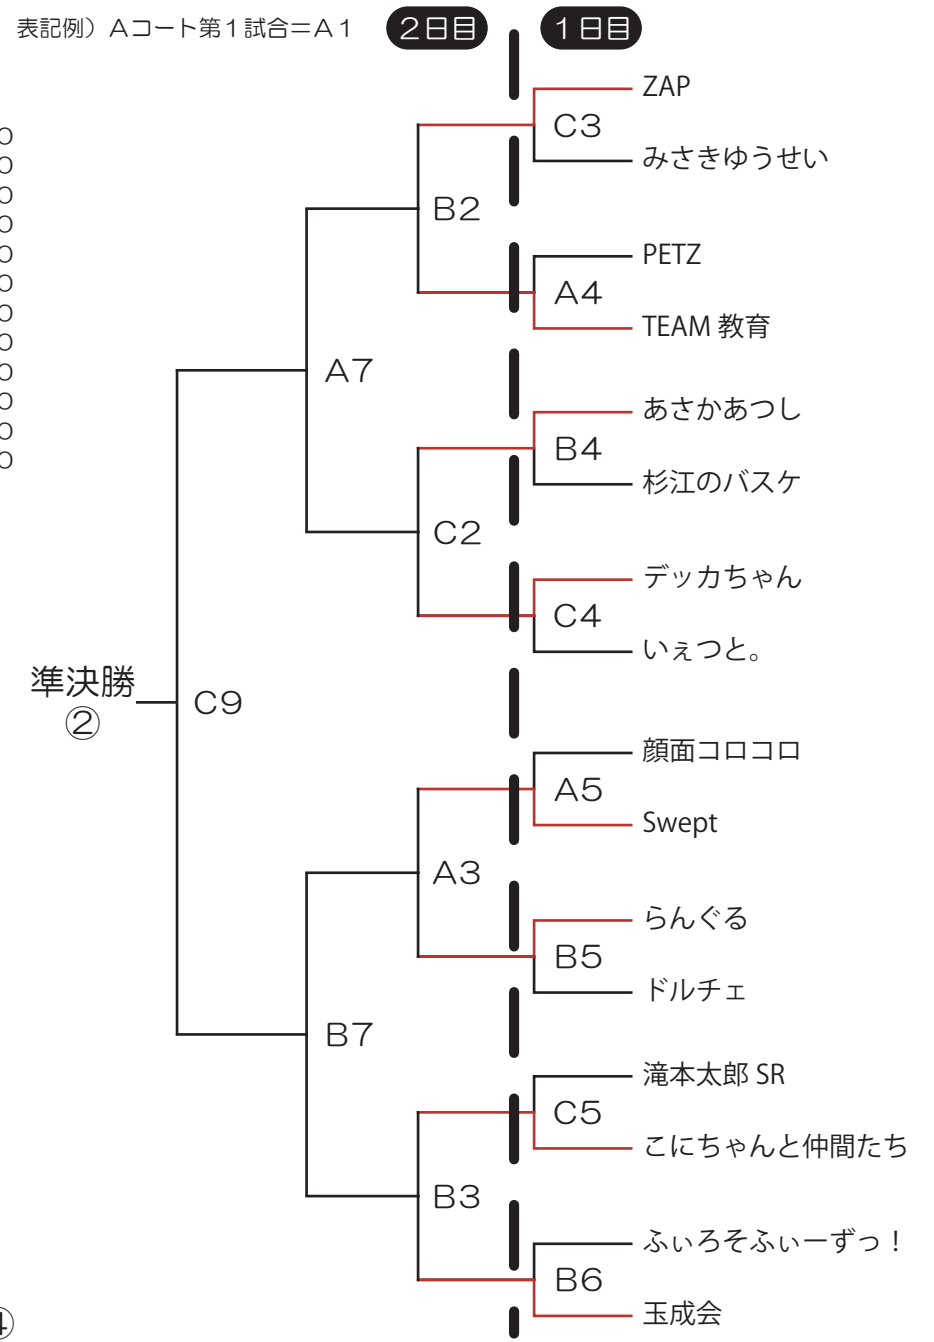 表記例）Aコート第1試合＝A1
2日目
1日目
ZAP
C3
みさきゆうせい
B2
PETZ
A4
TEAM 教育
A7
あさかあつし
B4
杉江のバスケ
C2
デッカちゃん
C4
いぇつと。
準決勝
②
C9
顔面コロコロ
A5
Swept
A3
らんぐる
B5
ドルチェ
B7
滝本太郎 SR
C5
こにちゃんと仲間たち
B3
ふぃろそふぃーずっ！
B6
玉成会